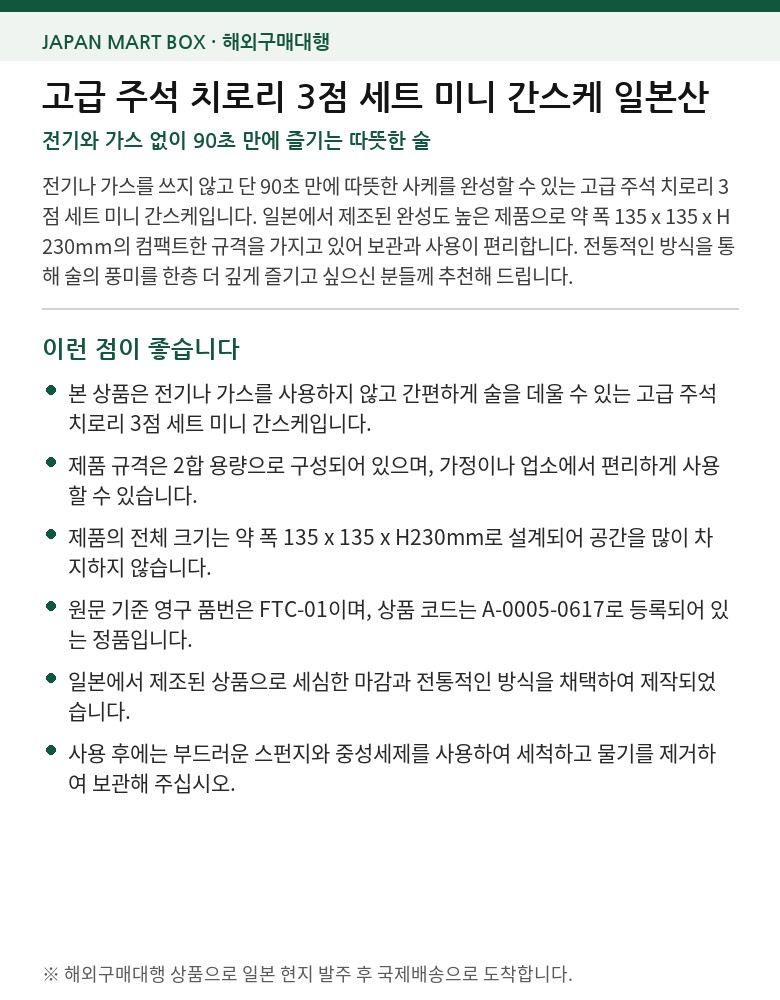 JAPAN MART BOX · 해외구매대행
고급 주석 치로리 3점 세트 미니 간스케 일본산
전기와 가스 없이 90초 만에 즐기는 따뜻한 술
전기나 가스를 쓰지 않고 단 90초 만에 따뜻한 사케를 완성할 수 있는 고급 주석 치로리 3
점 세트 미니 간스케입니다. 일본에서 제조된 완성도 높은 제품으로 약 폭 135 x 135 x H
230mm의 컴팩트한 규격을 가지고 있어 보관과 사용이 편리합니다. 전통적인 방식을 통
해 술의 풍미를 한층 더 깊게 즐기고 싶으신 분들께 추천해 드립니다.
이런 점이 좋습니다
본 상품은 전기나 가스를 사용하지 않고 간편하게 술을 데울 수 있는 고급 주석
치로리 3점 세트 미니 간스케입니다.
제품 규격은 2합 용량으로 구성되어 있으며, 가정이나 업소에서 편리하게 사용
할 수 있습니다.
제품의 전체 크기는 약 폭 135 x 135 x H230mm로 설계되어 공간을 많이 차
지하지 않습니다.
원문 기준 영구 품번은 FTC-01이며, 상품 코드는 A-0005-0617로 등록되어 있
는 정품입니다.
일본에서 제조된 상품으로 세심한 마감과 전통적인 방식을 채택하여 제작되었
습니다.
사용 후에는 부드러운 스펀지와 중성세제를 사용하여 세척하고 물기를 제거하
여 보관해 주십시오.
※ 해외구매대행 상품으로 일본 현지 발주 후 국제배송으로 도착합니다.